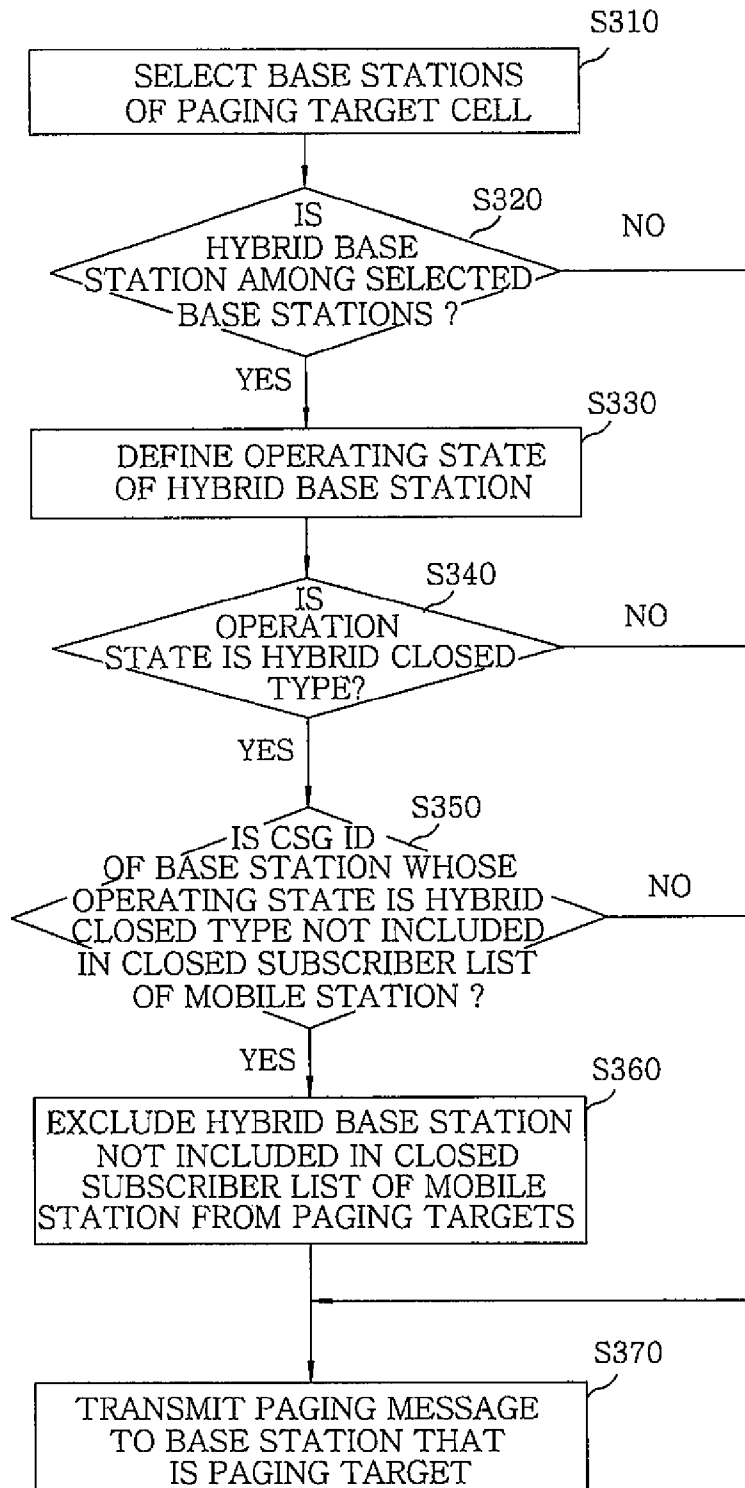 S310
SELECT BASE STATIONS
OF PAGING TARGET CELL
S320
NO
IS
HYBRID BASE
STATION AMONG SELECTED
BASE STATIONS ?
YES
S330
DEFINE OPERATING STATE
OF HYBRID BASE STATION
S340
NO
IS
OPERATION
STATE IS HYBRID CLOSED
TYPE?
YES
S350
IS CSG ID
OF BASE STATION WHOSE
OPERATING STATE IS HYBRID
CLOSED TYPE NOT INCLUDED
IN CLOSED SUBSCRIBER LIST
OF MOBILE STATION ?
NO
YES
S360
EXCLUDE HYBRID BASE STATION
NOT INCLUDED IN CLOSED
SUBSCRIBER LIST OF MOBILE
STATION FROM PAGING TARGETS
S370
TRANSMIT PAGING MESSAGE
TO BASE STATION THAT
IS PAGING TARGET